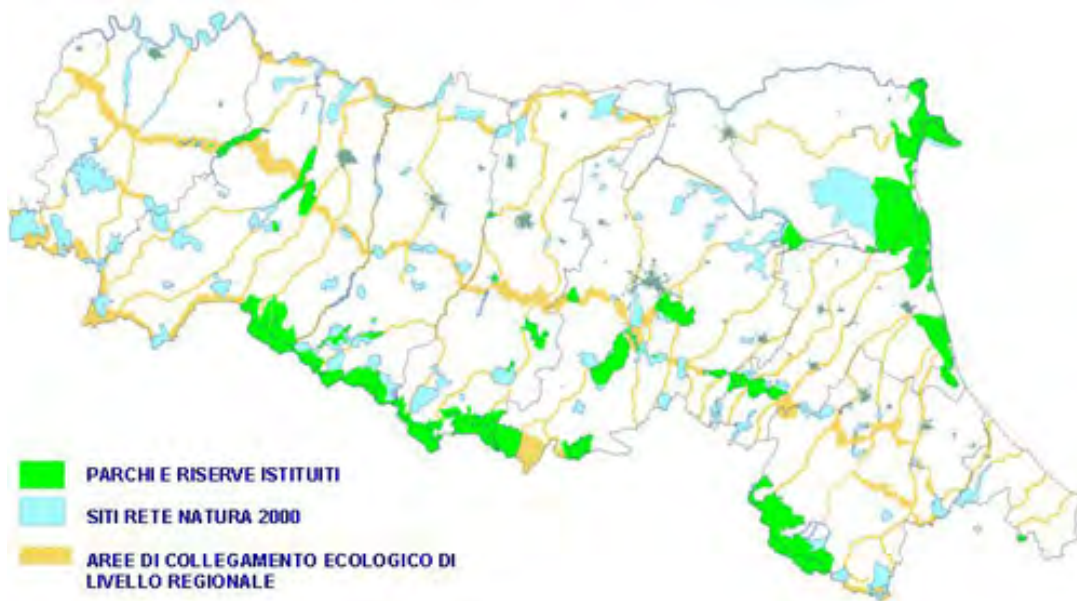 PARCHI E RISERVE ISTITUITI
SITI RETE NATURA 2000
AREE DI COLLEGAMENTO ECOLOGICO DI
LIVELLO REGIONALE